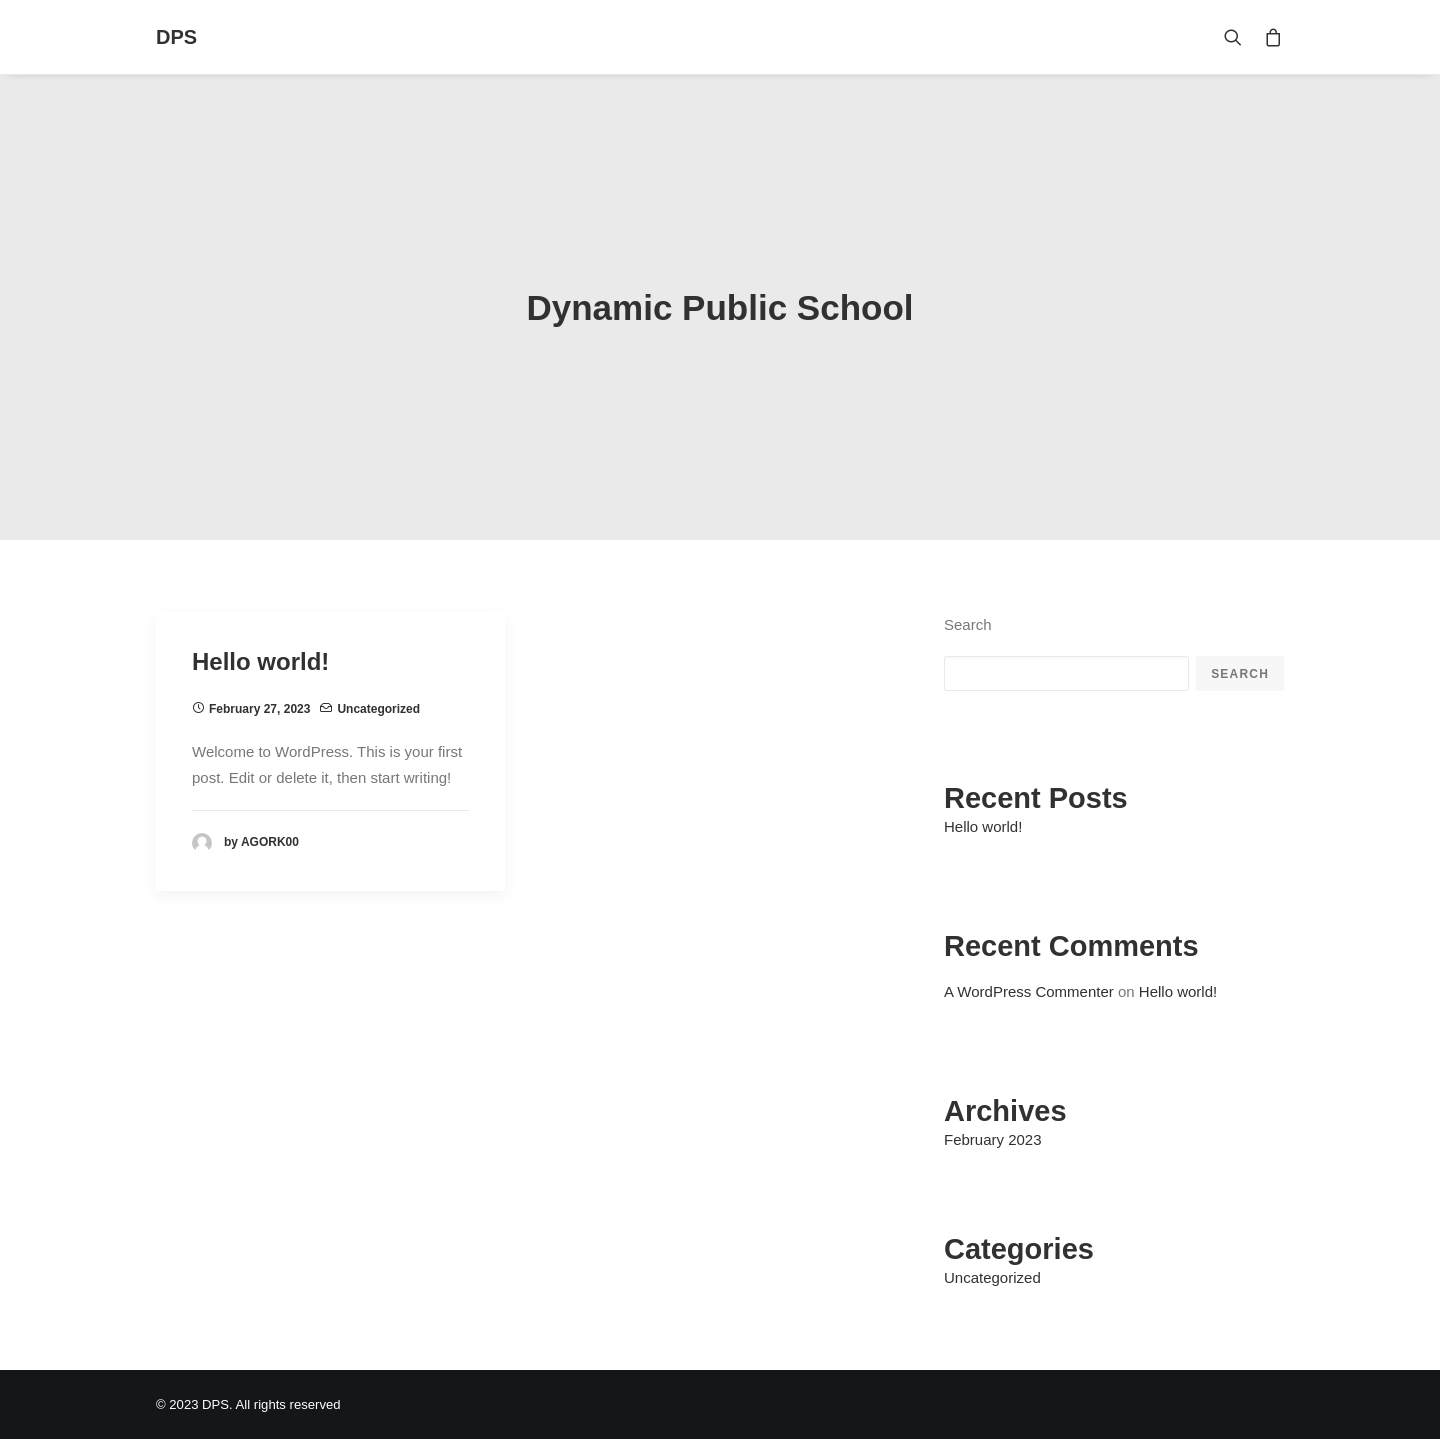 DPS
Dynamic Public School
Hello world!
February 27, 2023 Uncategorized
Welcome to WordPress. This is your first
post. Edit or delete it, then start writing!
by AGORK00
Search
SEARCH
Recent Posts
Hello world!
Recent Comments
A WordPress Commenter on Hello world!
Archives
February 2023
Categories
Uncategorized
© 2023 DPS. All rights reserved